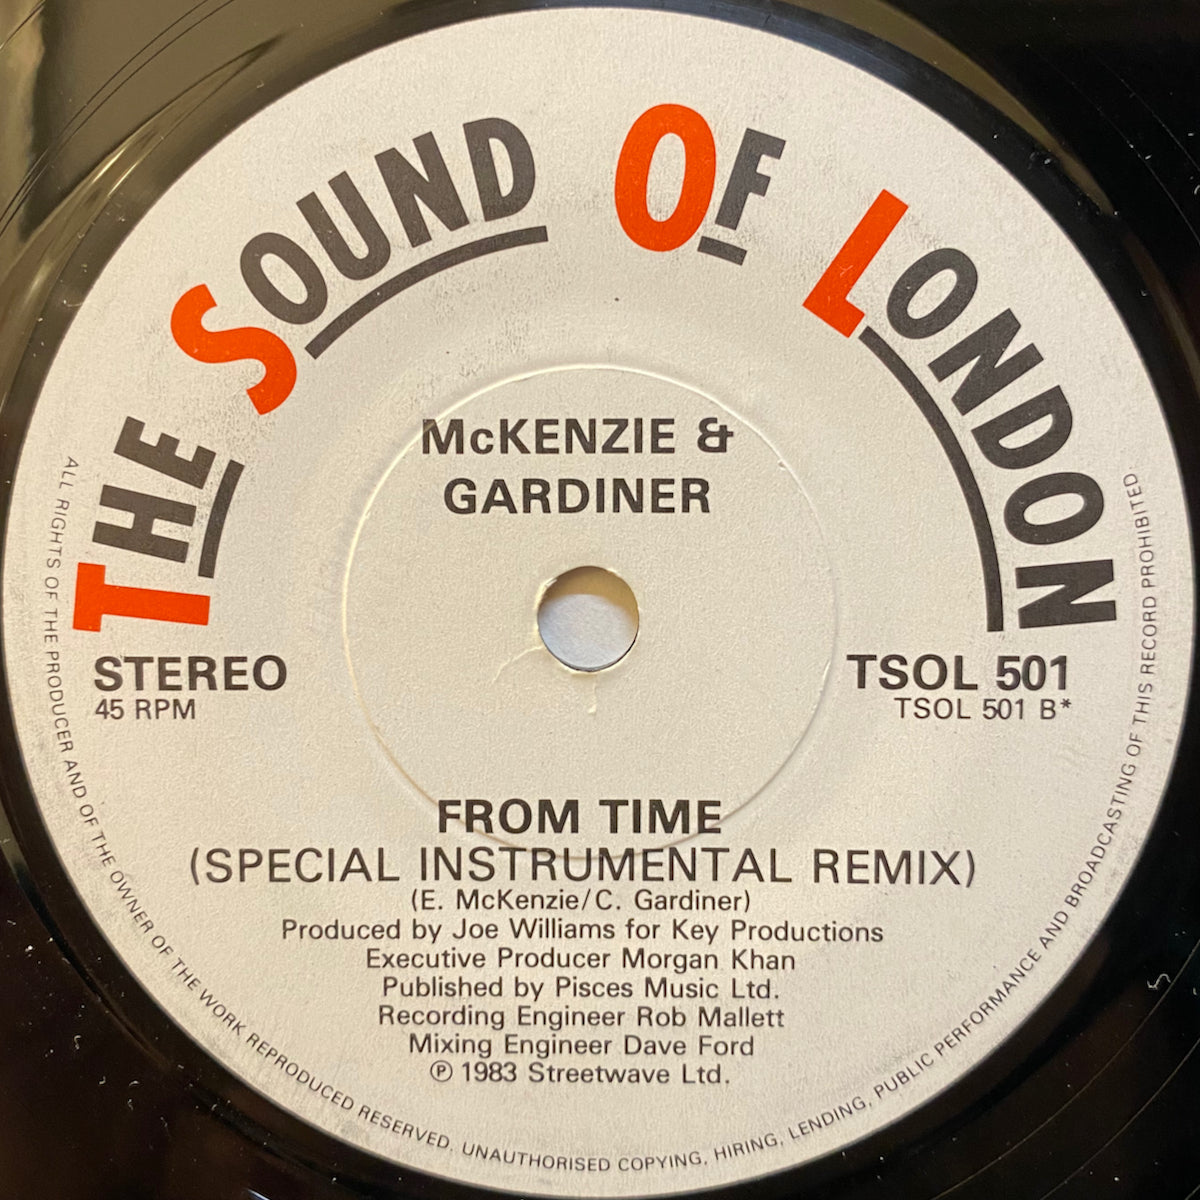 THE SOUND OF LONDON
McKENZIE &
GARDINER
STEREO
45 RPM
TSOL 501
TSOL 501 B*
FROM TIME
(SPECIAL INSTRUMENTAL REMIX)
(E. McKenzie/C. Gardiner)
Produced by Joe Williams for Key Productions
Executive Producer Morgan Khan
Published by Pisces Music Ltd.
Recording Engineer Rob Mallett
Mixing Engineer Dave Ford
℗ 1983 Streetwave Ltd.
ALL RIGHTS OF THE PRODUCER AND OF THE OWNER OF THE WORK REPRODUCED RESERVED. UNAUTHORISED COPYING, HIRING, LENDING, PUBLIC PERFORMANCE AND BROADCASTING OF THIS RECORD PROHIBITED